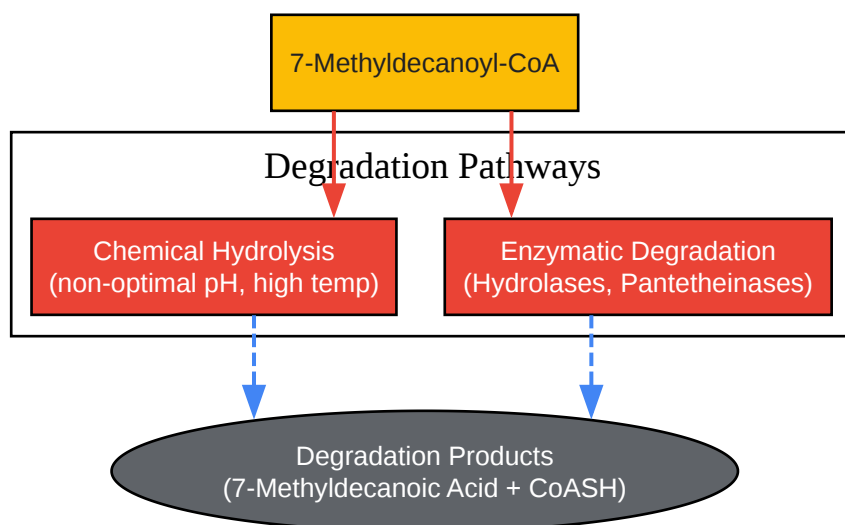 7-Methyldecanoyl-CoA
Degradation Pathways
Chemical Hydrolysis
(non-optimal pH, high temp)
Enzymatic Degradation
(Hydrolases, Pantetheinases)
Degradation Products
(7-Methyldecanoic Acid + CoASH)